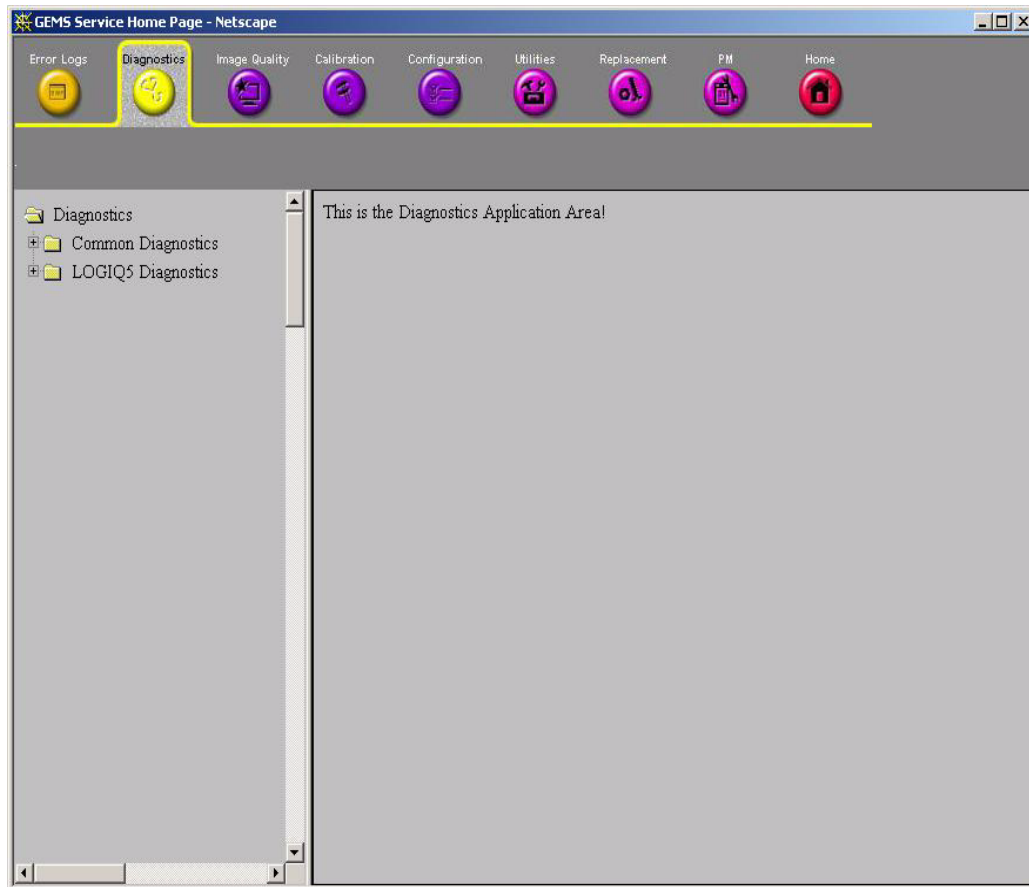 GEMS Service Home Page - Netscape
Error Logs Diagnostics Image Quality Calibration Configuration Utilities Replacement PM Home
Diagnostics
Common Diagnostics
LOGIQ5 Diagnostics
This is the Diagnostics Application Area!